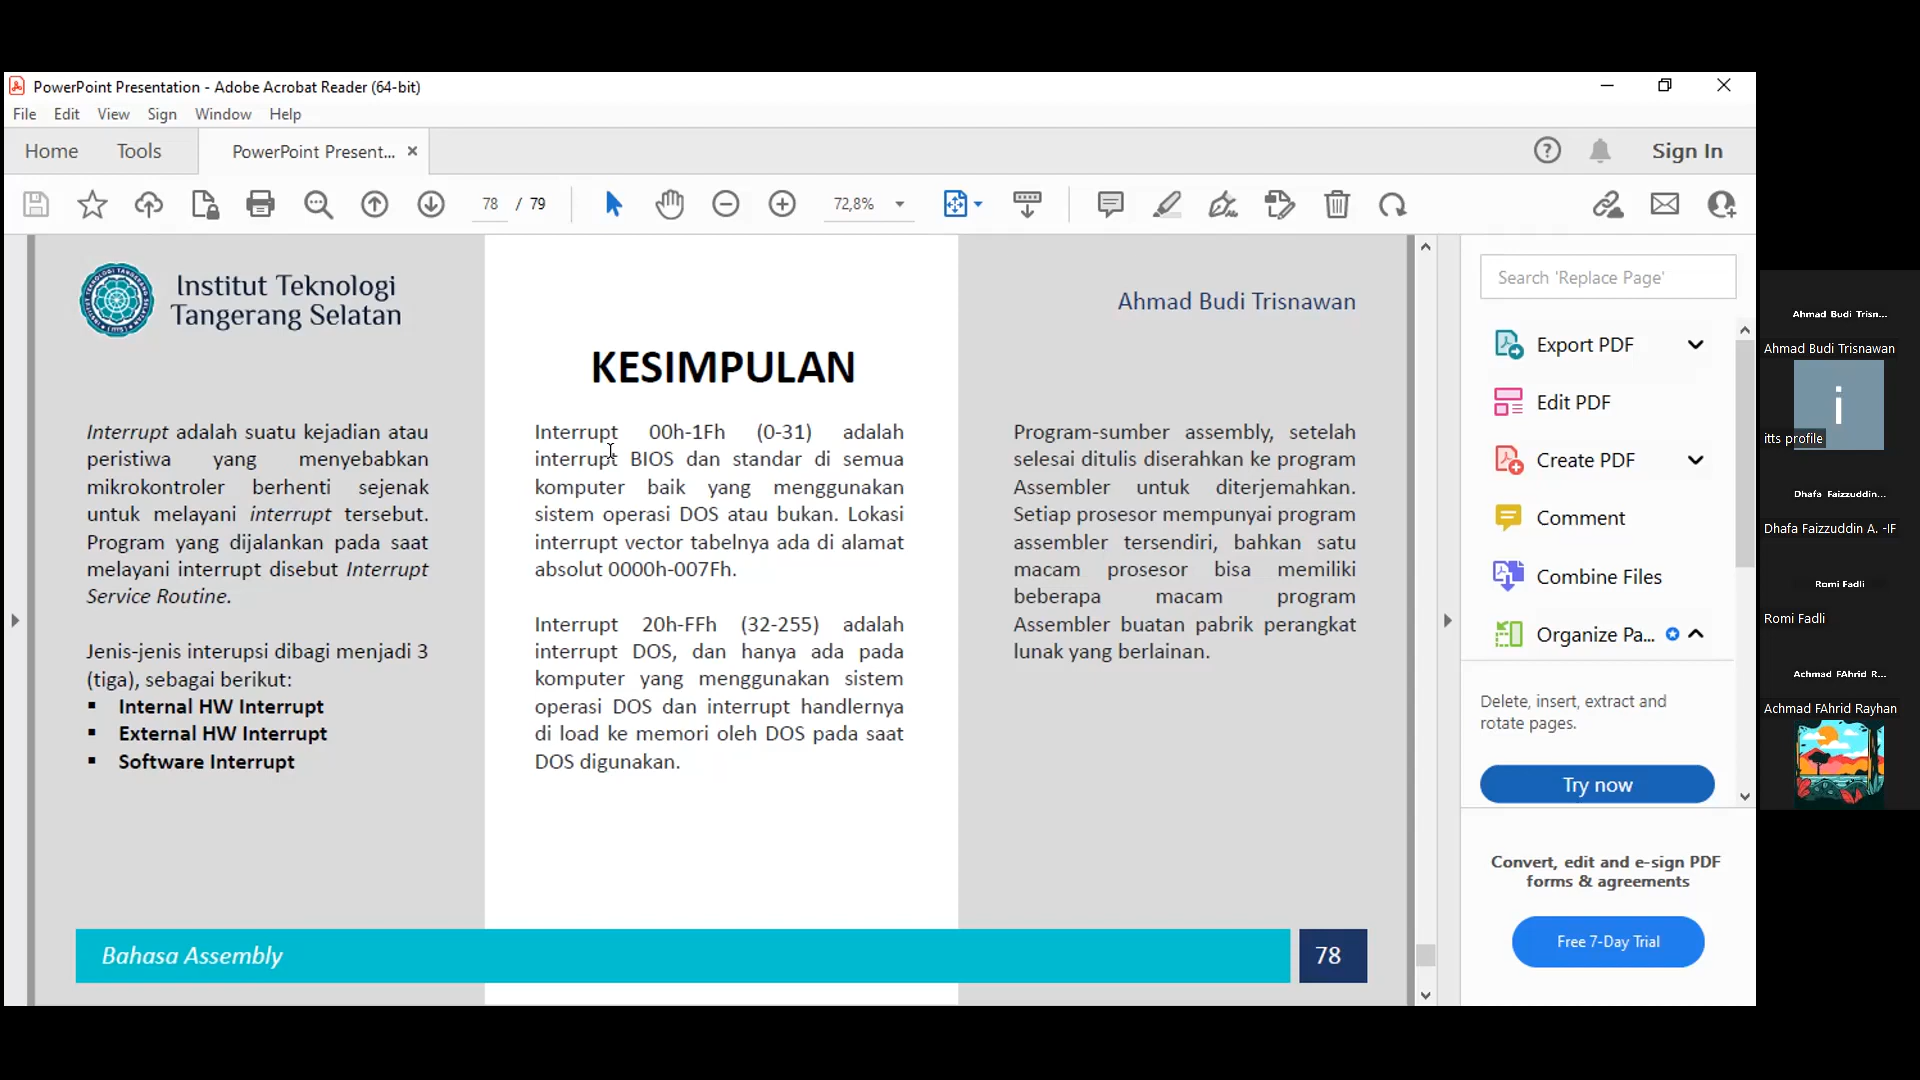 PowerPoint Presentation - Adobe Acrobat Reader (64-bit)
File Edit View Sign Window Help
Home Tools PowerPoint Present... ×
Sign In
78 / 79
72,8%
Institut Teknologi
Tangerang Selatan
Ahmad Budi Trisnawan
KESIMPULAN
Interrupt adalah suatu kejadian atau
peristiwa yang menyebabkan
mikrokontroler berhenti sejenak
untuk melayani interrupt tersebut.
Program yang dijalankan pada saat
melayani interrupt disebut Interrupt
Service Routine.
Jenis-jenis interupsi dibagi menjadi 3
(tiga), sebagai berikut:
▪ Internal HW Interrupt
▪ External HW Interrupt
▪ Software Interrupt
Interrupt 00h-1Fh (0-31) adalah
interrupt BIOS dan standar di semua
komputer baik yang menggunakan
sistem operasi DOS atau bukan. Lokasi
interrupt vector tabelnya ada di alamat
absolut 0000h-007Fh.
Interrupt 20h-FFh (32-255) adalah
interrupt DOS, dan hanya ada pada
komputer yang menggunakan sistem
operasi DOS dan interrupt handlernya
di load ke memori oleh DOS pada saat
DOS digunakan.
Program-sumber assembly, setelah
selesai ditulis diserahkan ke program
Assembler untuk diterjemahkan.
Setiap prosesor mempunyai program
assembler tersendiri, bahkan satu
macam prosesor bisa memiliki
beberapa macam program
Assembler buatan pabrik perangkat
lunak yang berlainan.
Bahasa Assembly
78
Search 'Replace Page'
Export PDF
Edit PDF
Create PDF
Comment
Combine Files
Organize Pa...
Delete, insert, extract and
rotate pages.
Try now
Convert, edit and e-sign PDF
forms & agreements
Free 7-Day Trial
Ahmad Budi Trisn...
Ahmad Budi Trisnawan
i
itts profile
Dhafa Faizzuddin...
Dhafa Faizzuddin A. -IF
Romi Fadli
Romi Fadli
Achmad FAhrid R...
Achmad FAhrid Rayhan